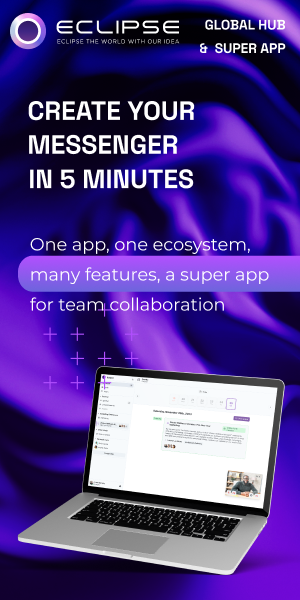 ECLIPSE
ECLIPSE THE WORLD WITH OUR IDEA
GLOBAL HUB
& SUPER APP
CREATE YOUR
MESSENGER
IN 5 MINUTES
One app, one ecosystem,
many features, a super app
for team collaboration